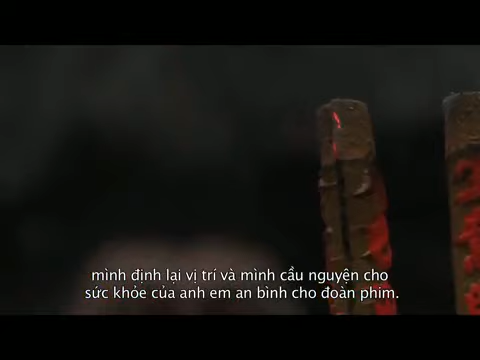 mình định lại vị trí và mình cầu nguyện cho
sức khỏe của anh em an bình cho đoàn phim.